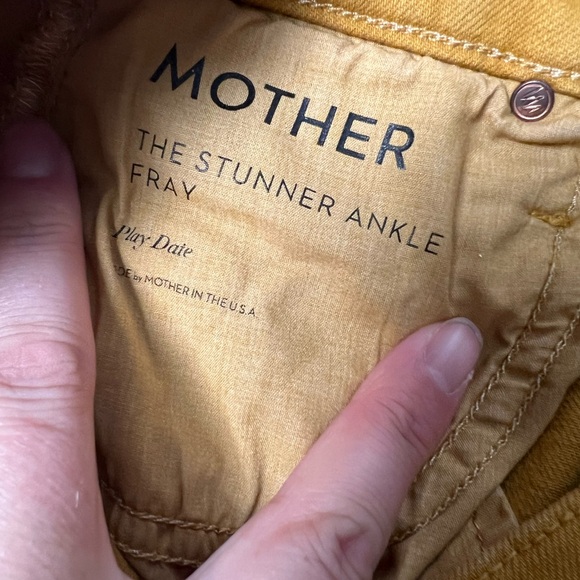 MOTHER
THE STUNNER ANKLE
FRAY
Play Date
by MOTHER IN THE U.S.A.